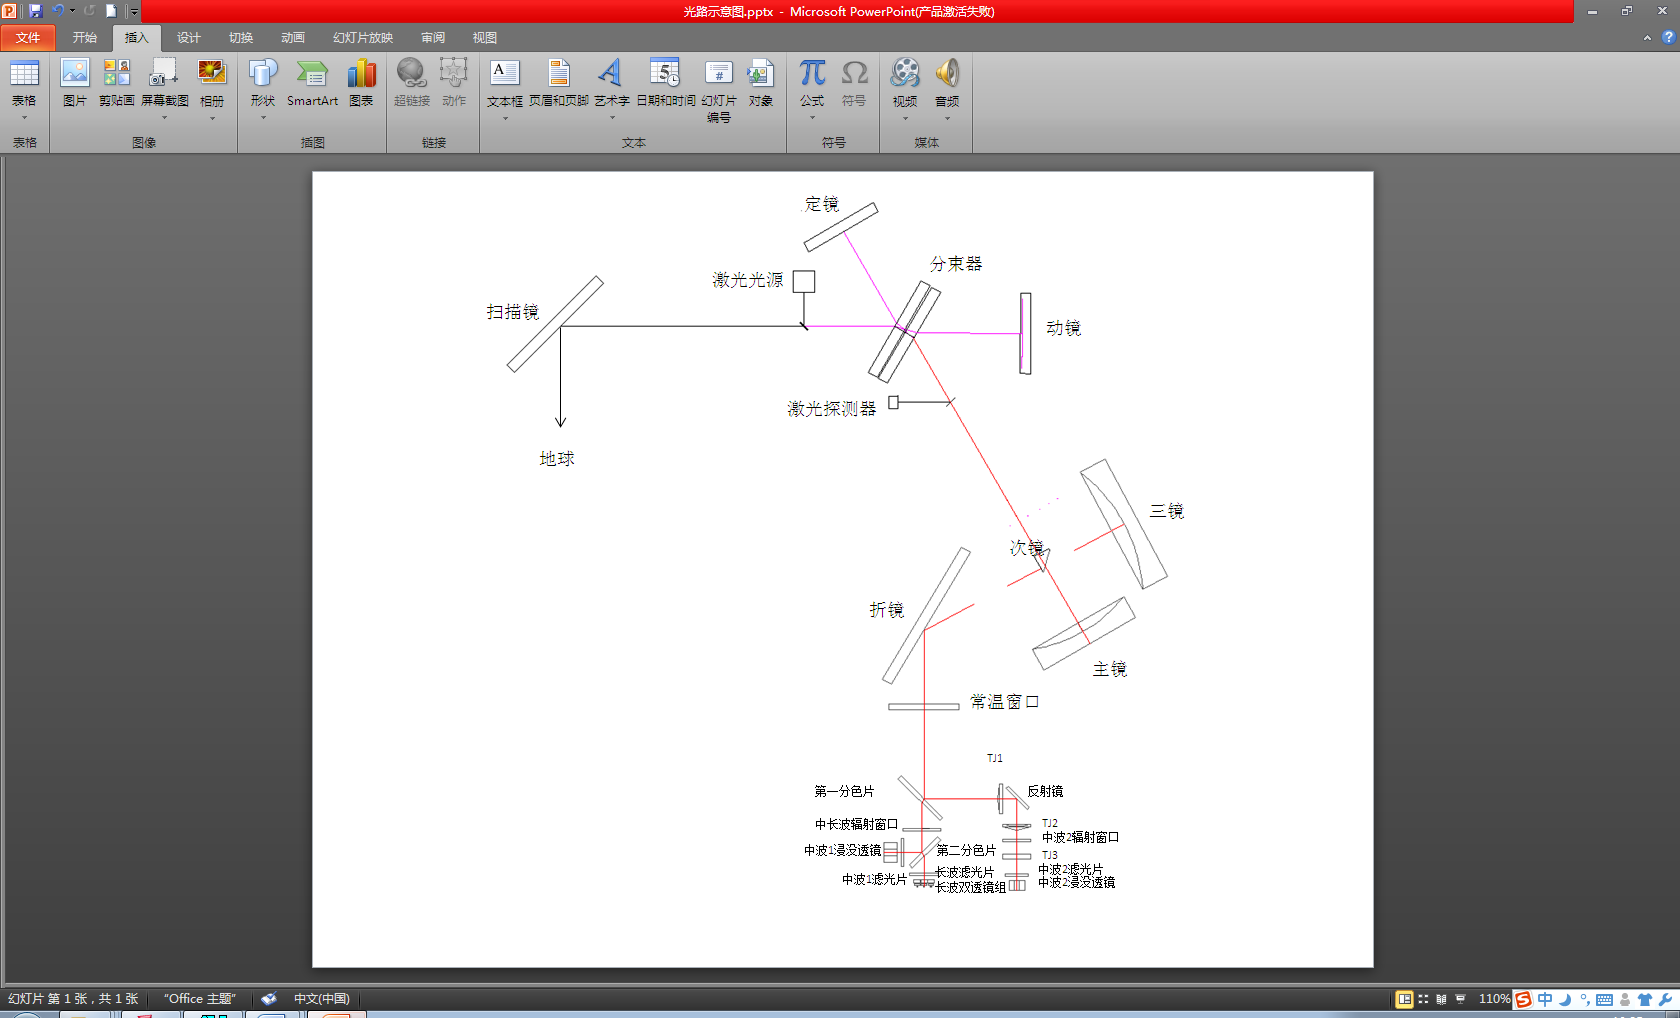 光路示意图.pptx - Microsoft PowerPoint(产品激活失败)
文件 开始 插入 设计 切换 动画 幻灯片放映 审阅 视图
表格 图片 剪贴画 屏幕截图 相册 形状 SmartArt 图表 超链接 动作 文本框 页眉和页脚 艺术字 日期和时间 幻灯片 对象 公式 符号 视频 音频
编号
表格 图像 插图 链接 文本 符号 媒体
定镜
分束器
激光光源
扫描镜
动镜
激光探测器
地球
三镜
次镜
折镜
主镜
常温窗口
TJ1
第一分色片
反射镜
中长波辐射窗口
TJ2
中波2辐射窗口
中波1浸没透镜
第二分色片
TJ3
长波滤光片
中波2滤光片
中波1滤光片
长波双透镜组
中波2浸没透镜
幻灯片 第 1 张，共 1 张 “Office 主题” 中文(中国) 110% 中